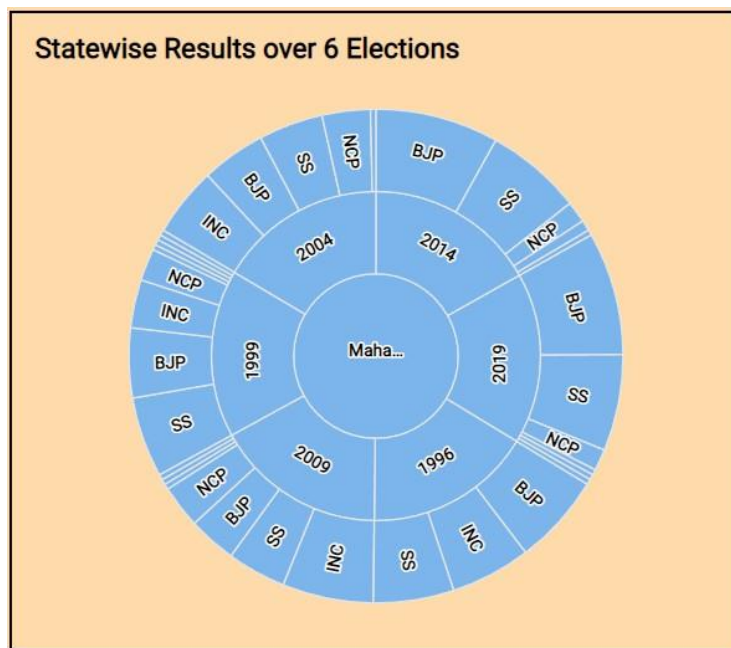 Statewise Results over 6 Elections
Maha…
2014
BJP
SS
NCP
2019
BJP
SS
NCP
1996
BJP
INC
SS
2009
INC
SS
BJP
NCP
1999
SS
BJP
INC
NCP
2004
INC
BJP
SS
NCP